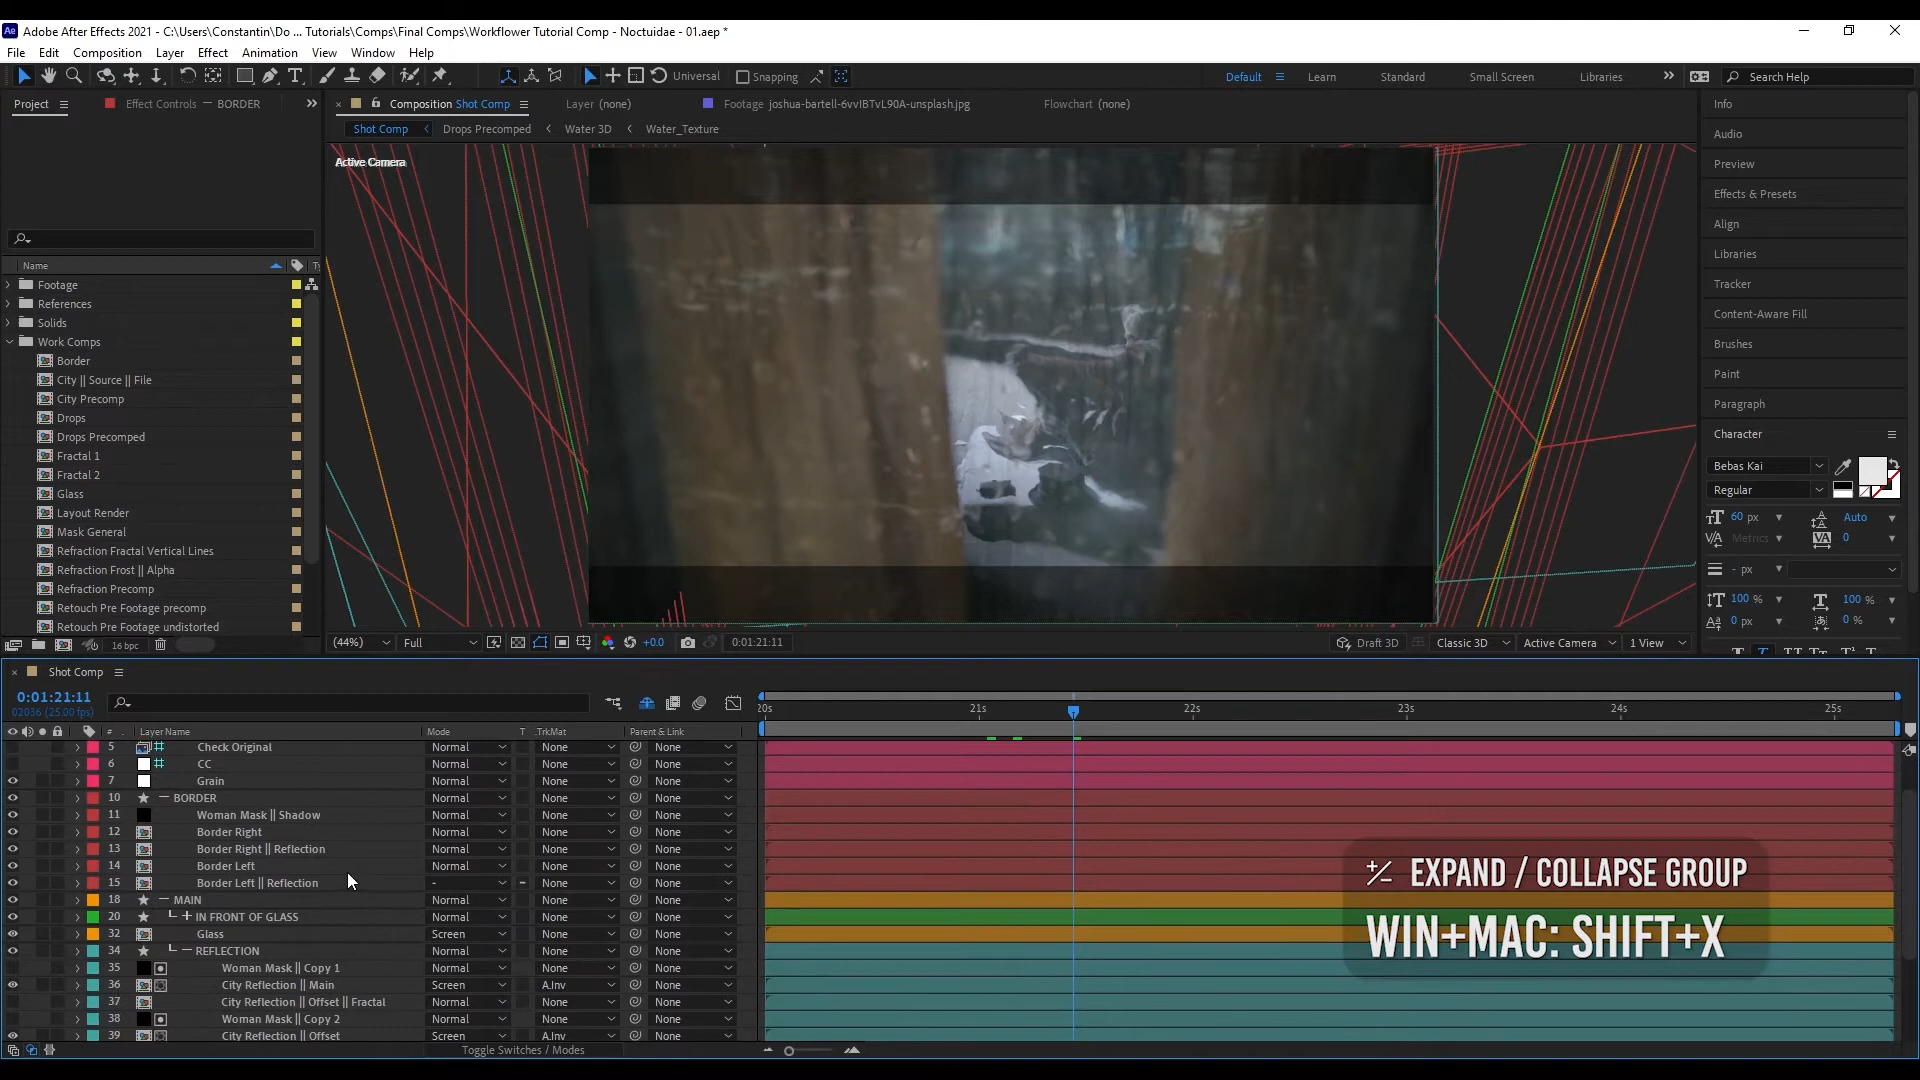 Adobe After Effects 2021 - C:\Users\Constantin\Do ... Tutorials\Comps\Final Comps\Workflower Tutorial Comp - Noctuidae - 01.aep *
File Edit Composition Layer Effect Animation View Window Help
Universal Snapping Default Learn Standard Small Screen Libraries Search Help
Project Effect Controls — BORDER
Composition Shot Comp Layer (none) Footage joshua-bartell-6vvIBTvL90A-unsplash.jpg Flowchart (none)
Shot Comp Drops Precomped Water 3D Water_Texture
Active Camera
Name
Footage
References
Solids
Work Comps
Border
City || Source || File
City Precomp
Drops
Drops Precomped
Fractal 1
Fractal 2
Glass
Layout Render
Mask General
Refraction Fractal Vertical Lines
Refraction Frost || Alpha
Refraction Precomp
Retouch Pre Footage precomp
Retouch Pre Footage undistorted
16 bpc
(44%) Full +0.0 0:01:21:11 Draft 3D Classic 3D Active Camera 1 View
Info
Audio
Preview
Effects & Presets
Align
Libraries
Tracker
Content-Aware Fill
Brushes
Paint
Paragraph
Character
Bebas Kai
Regular
60 px Auto
Metrics 0
- px
100 % 100 %
0 px 0 %
Shot Comp
0:01:21:11
02036 (25.00 fps)
20s 21s 22s 23s 24s 25s
# Layer Name Mode T .TrkMat Parent & Link
5 Check Original Normal None None
6 CC Normal None None
7 Grain Normal None None
10 — BORDER Normal None None
11 Woman Mask || Shadow Normal None None
12 Border Right Normal None None
13 Border Right || Reflection Normal None None
14 Border Left Normal None None
15 Border Left || Reflection - None None
18 — MAIN Normal None None
20 └ + IN FRONT OF GLASS Normal None None
32 Glass Screen None None
34 └ — REFLECTION Normal None None
35 Woman Mask || Copy 1 Normal None None
36 City Reflection || Main Screen A.Inv None
37 City Reflection || Offset || Fractal Normal None None
38 Woman Mask || Copy 2 Normal None None
39 City Reflection || Offset Screen A.Inv None
Toggle Switches / Modes
+/- EXPAND / COLLAPSE GROUP
WIN+MAC: SHIFT+X